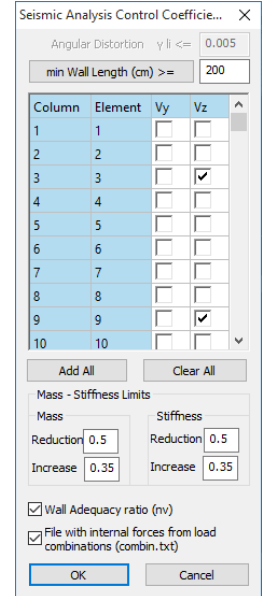 Seismic Analysis Control Coefficie...
Angular Distortion γ li <= 0.005
min Wall Length (cm) >= 200
Column Element Vy Vz
1 1
2 2
3 3
4 4
5 5
6 6
7 7
8 8
9 9
10 10
Add All Clear All
Mass - Stiffness Limits
Mass Stiffness
Reduction 0.5 Reduction 0.5
Increase 0.35 Increase 0.35
Wall Adequacy ratio (nv)
File with internal forces from load
combinations (combin.txt)
OK Cancel